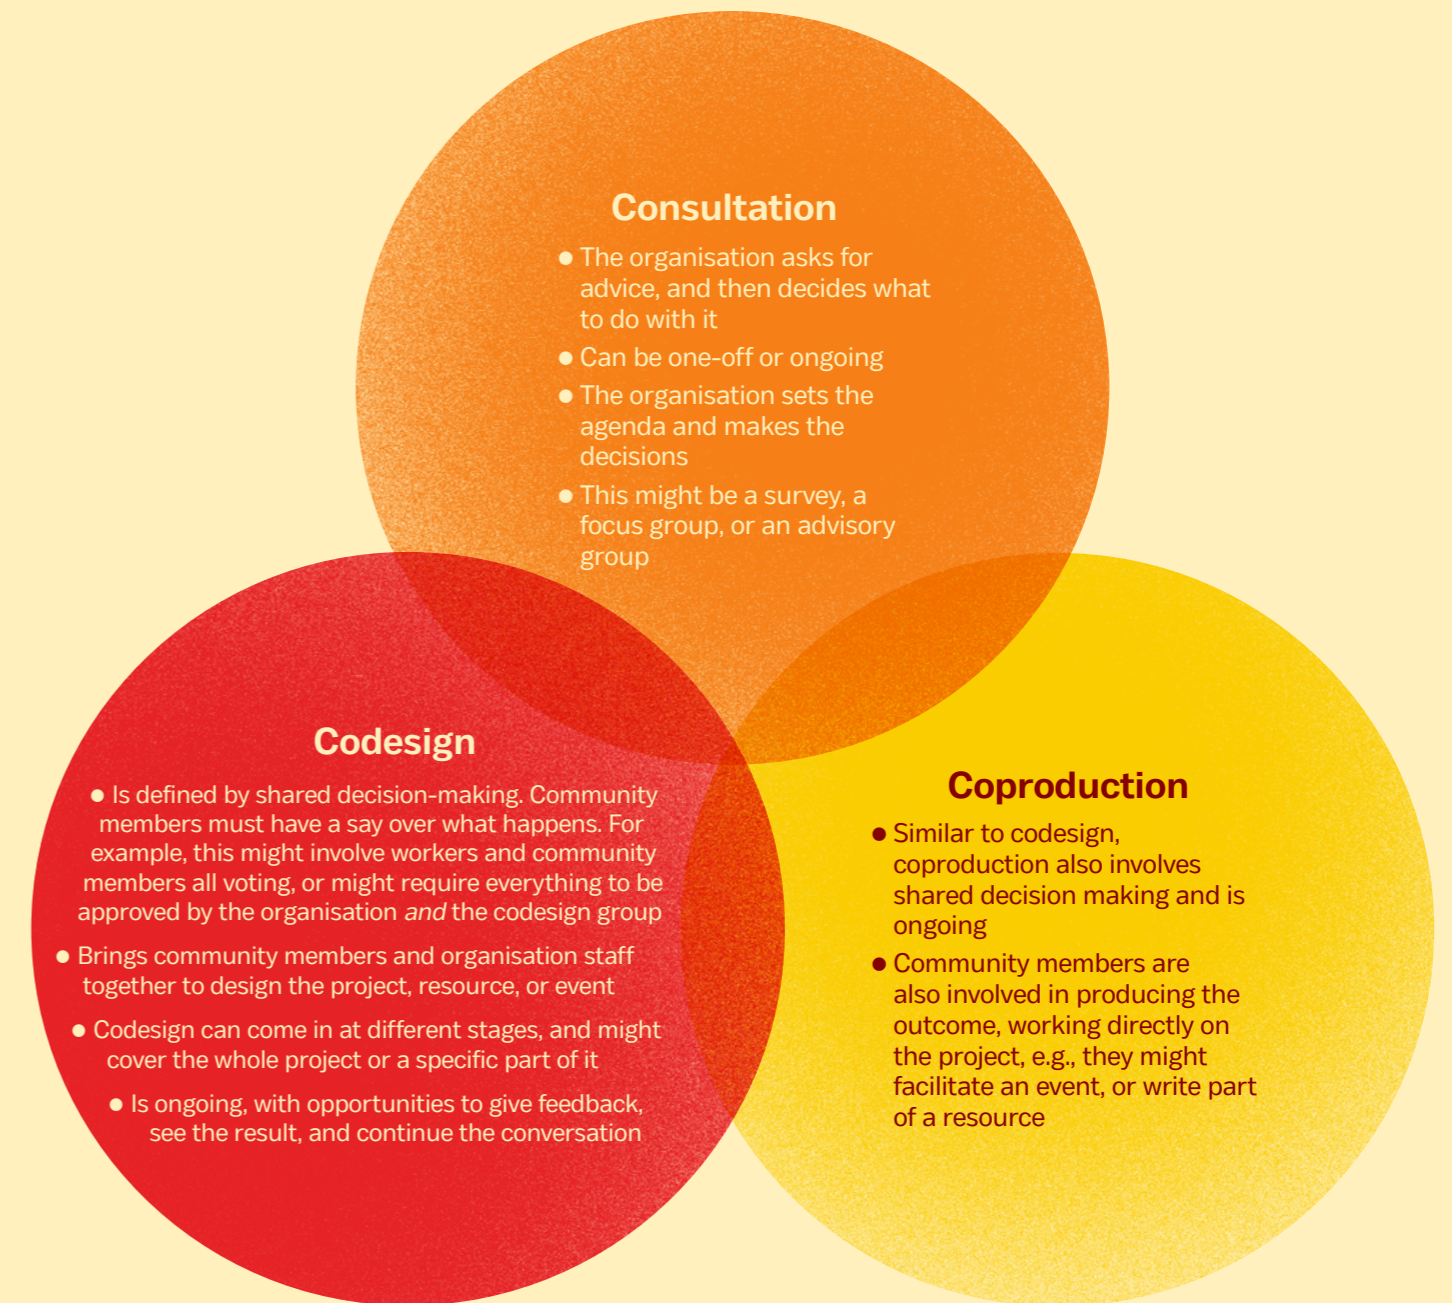 Consultation
● The organisation asks for
advice, and then decides what
to do with it
● Can be one-off or ongoing
● The organisation sets the
agenda and makes the
decisions
● This might be a survey, a
focus group, or an advisory
group
Codesign
● Is defined by shared decision-making. Community
members must have a say over what happens. For
example, this might involve workers and community
members all voting, or might require everything to be
approved by the organisation and the codesign group
● Brings community members and organisation staff
together to design the project, resource, or event
● Codesign can come in at different stages, and might
cover the whole project or a specific part of it
● Is ongoing, with opportunities to give feedback,
see the result, and continue the conversation
Coproduction
● Similar to codesign,
coproduction also involves
shared decision making and is
ongoing
● Community members are
also involved in producing the
outcome, working directly on
the project, e.g., they might
facilitate an event, or write part
of a resource